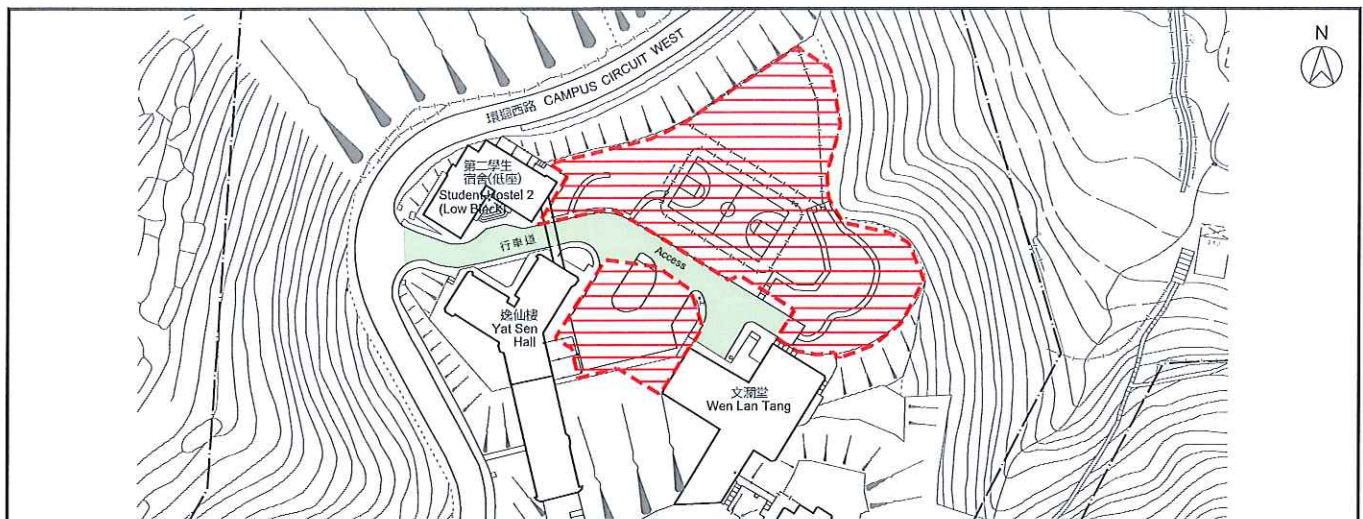 N
環迴西路 CAMPUS CIRCUIT WEST
第二學生
宿舍(低座)
Student Hostel 2
(Low Block)
行車道
Access
逸仙樓
Yat Sen
Hall
文瀾堂
Wen Lan Tang